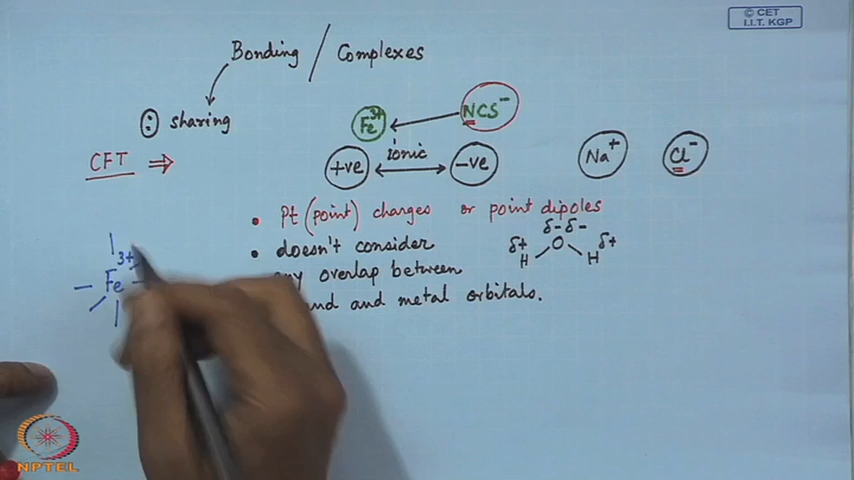 © CET
I.I.T. KGP
Bonding / Complexes
: sharing
Fe3+ NCS-
CFT ⇒
+ve ionic -ve
Na+ Cl-
• Pt (point) charges or point dipoles
• doesn't consider
any overlap between
and metal orbitals.
δ- δ-
δ+ O δ+
H H
3+
Fe
NPTEL